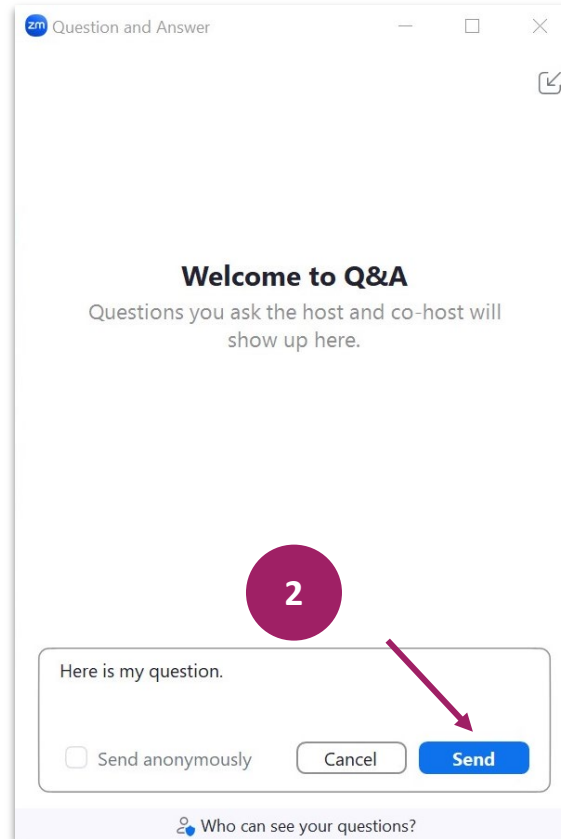 zm Question and Answer
Welcome to Q&A
Questions you ask the host and co-host will
show up here.
2
Here is my question.
Send anonymously Cancel Send
Who can see your questions?